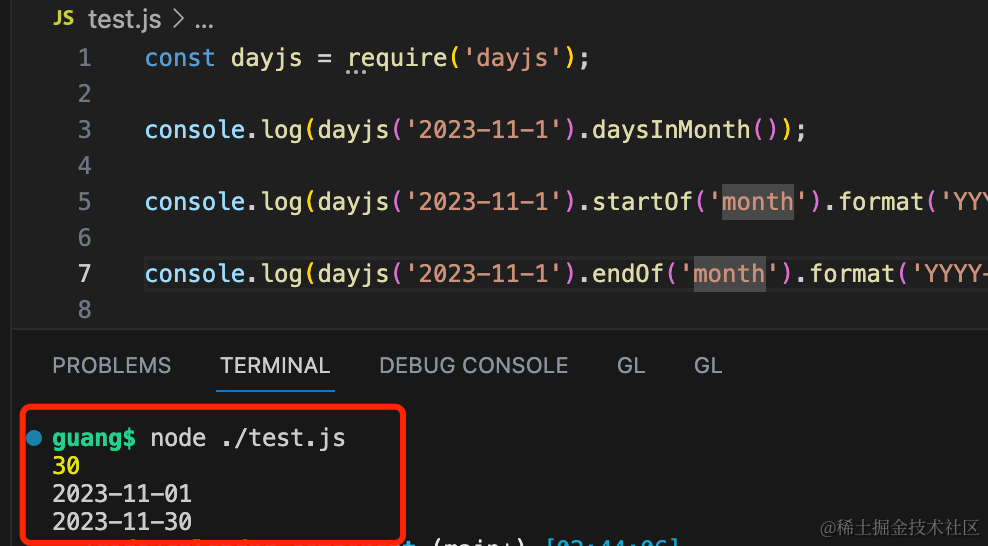 JS test.js > ...
1 const dayjs = require('dayjs');
2
3 console.log(dayjs('2023-11-1').daysInMonth());
4
5 console.log(dayjs('2023-11-1').startOf('month').format('YYY
6
7 console.log(dayjs('2023-11-1').endOf('month').format('YYYY-
8
PROBLEMS TERMINAL DEBUG CONSOLE GL GL
guang$ node ./test.js
30
2023-11-01
2023-11-30
@稀土掘金技术社区